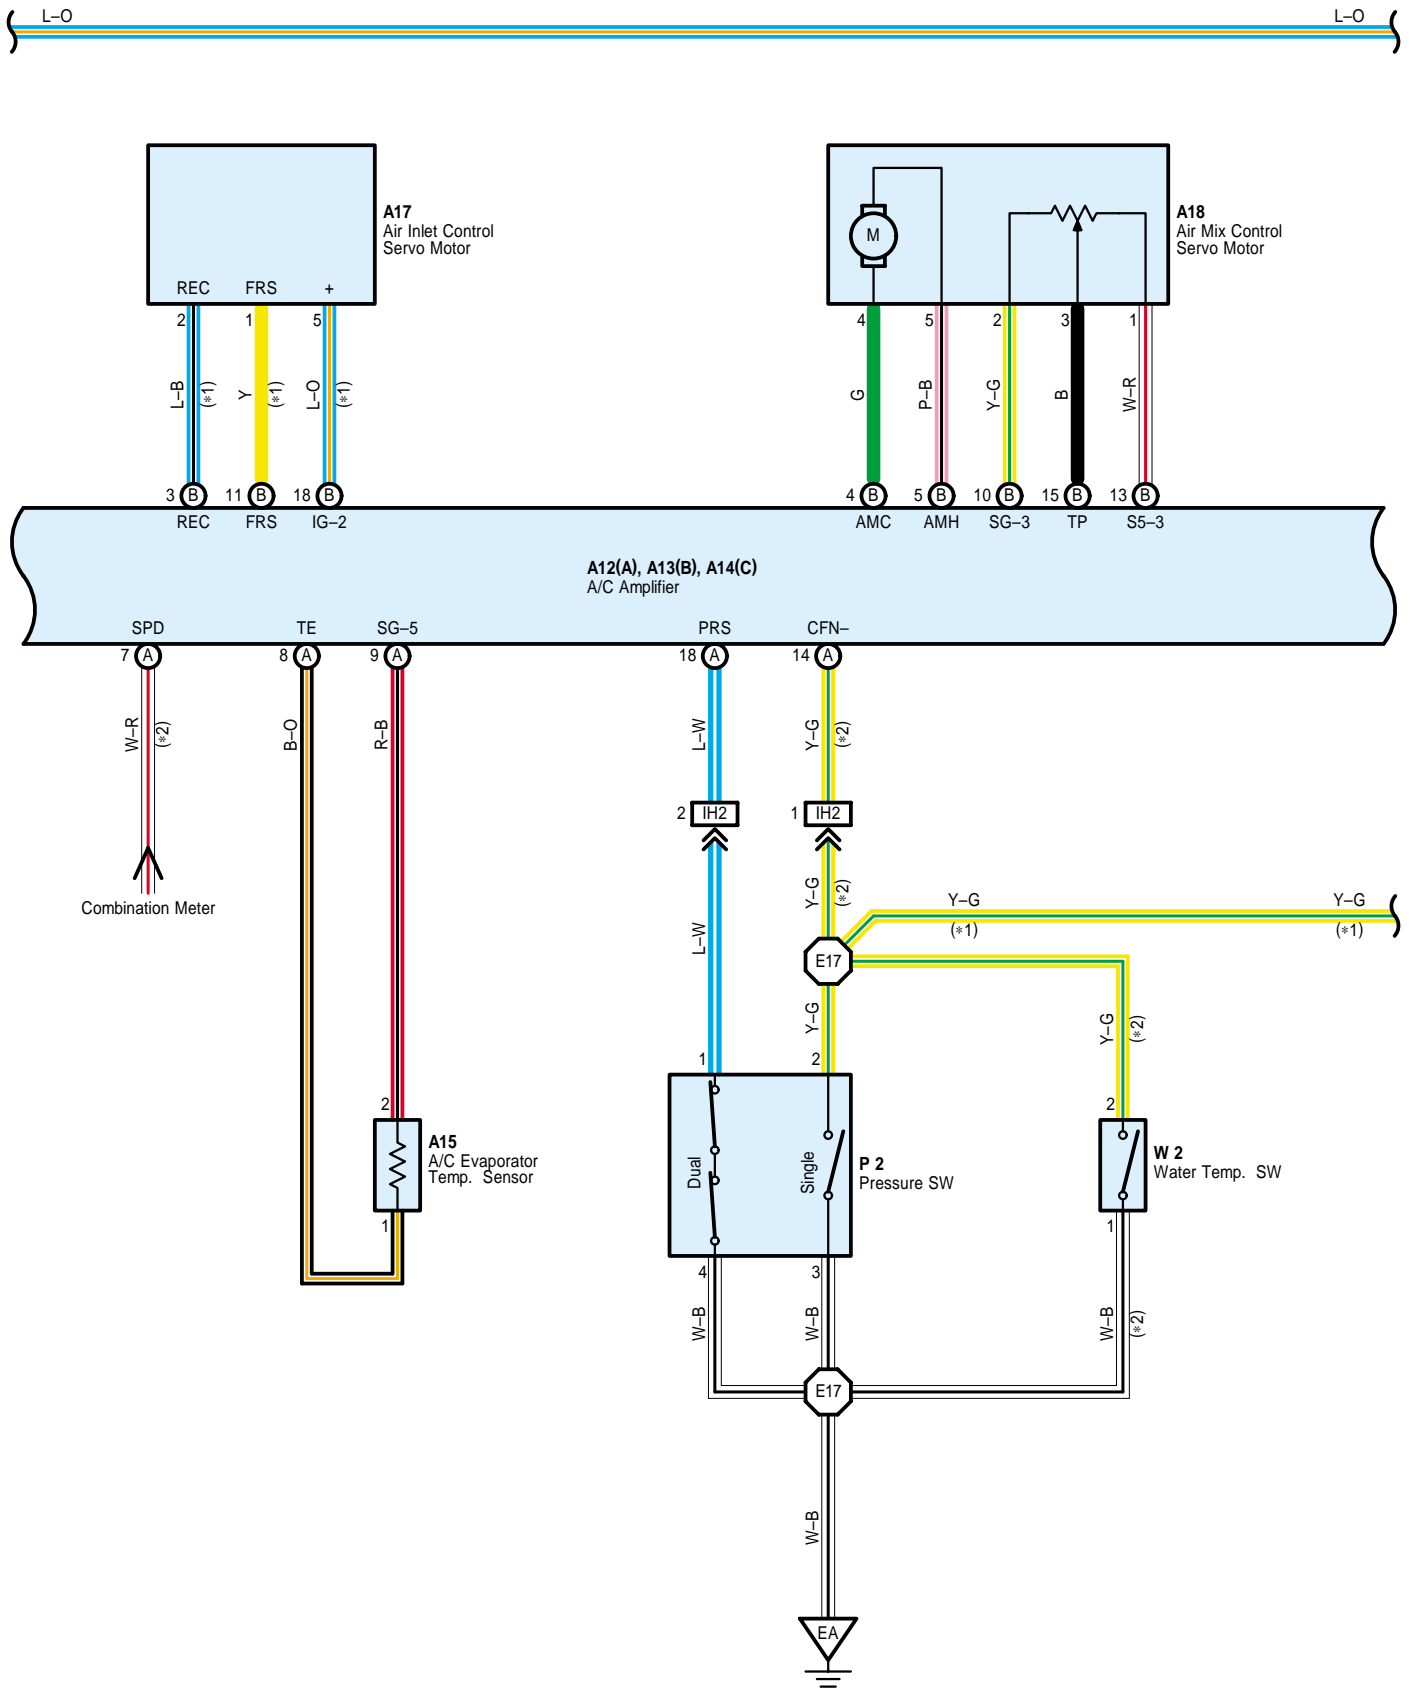 L–O L–O
A17
Air Inlet Control
Servo Motor
REC FRS +
2 1 5
L–B (*1) Y (*1) L–O (*1)
3 B 11 B 18 B
REC FRS IG–2
M
A18
Air Mix Control
Servo Motor
4 5 2 3 1
G P–B Y–G B W–R
4 B 5 B 10 B 15 B 13 B
AMC AMH SG–3 TP S5–3
A12(A), A13(B), A14(C)
A/C Amplifier
SPD TE SG–5 PRS CFN–
7 A 8 A 9 A 18 A 14 A
W–R (*2) B–O R–B L–W Y–G (*2)
2 IH2 1 IH2
Combination Meter
L–W Y–G (*2)
Y–G Y–G
(*1) (*1)
E17
Y–G Y–G (*2)
1 2
2 2
A15
A/C Evaporator
Temp. Sensor
1
Dual Single
P 2
Pressure SW
W 2
Water Temp. SW
1
4 3
W–B W–B W–B (*2)
E17
W–B
EA